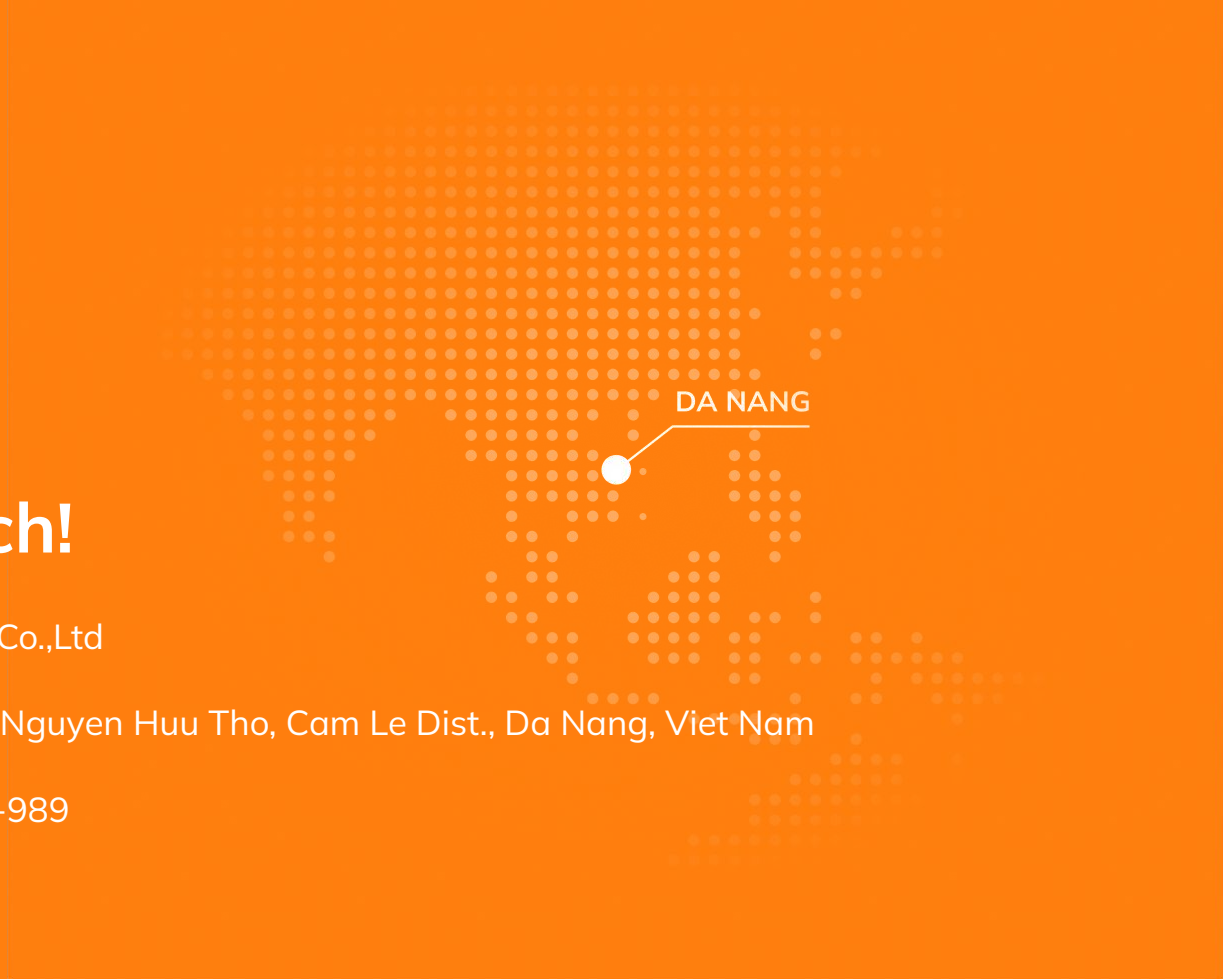 DA NANG
ch!
Co.,Ltd
Nguyen Huu Tho, Cam Le Dist., Da Nang, Viet Nam
-989